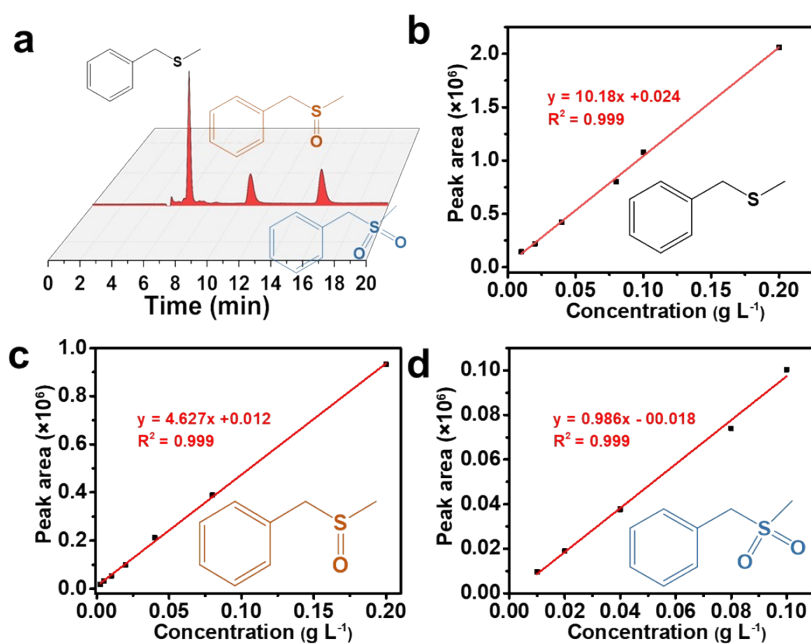 a
S
S
O
S
O
O
0 2 4 6 8 10 12 14 16 18 20
Time (min)
b
Peak area (×10⁶)
2.0
1.5
1.0
0.5
0.0
y = 10.18x +0.024
R² = 0.999
S
0.00 0.05 0.10 0.15 0.20
Concentration (g L⁻¹)
c
Peak area (×10⁶)
1.0
0.8
0.6
0.4
0.2
0.0
y = 4.627x +0.012
R² = 0.999
S
O
0.00 0.05 0.10 0.15 0.20
Concentration (g L⁻¹)
d
Peak area (×10⁶)
0.10
0.08
0.06
0.04
0.02
0.00
y = 0.986x - 00.018
R² = 0.999
S
O
O
0.00 0.02 0.04 0.06 0.08 0.10
Concentration (g L⁻¹)